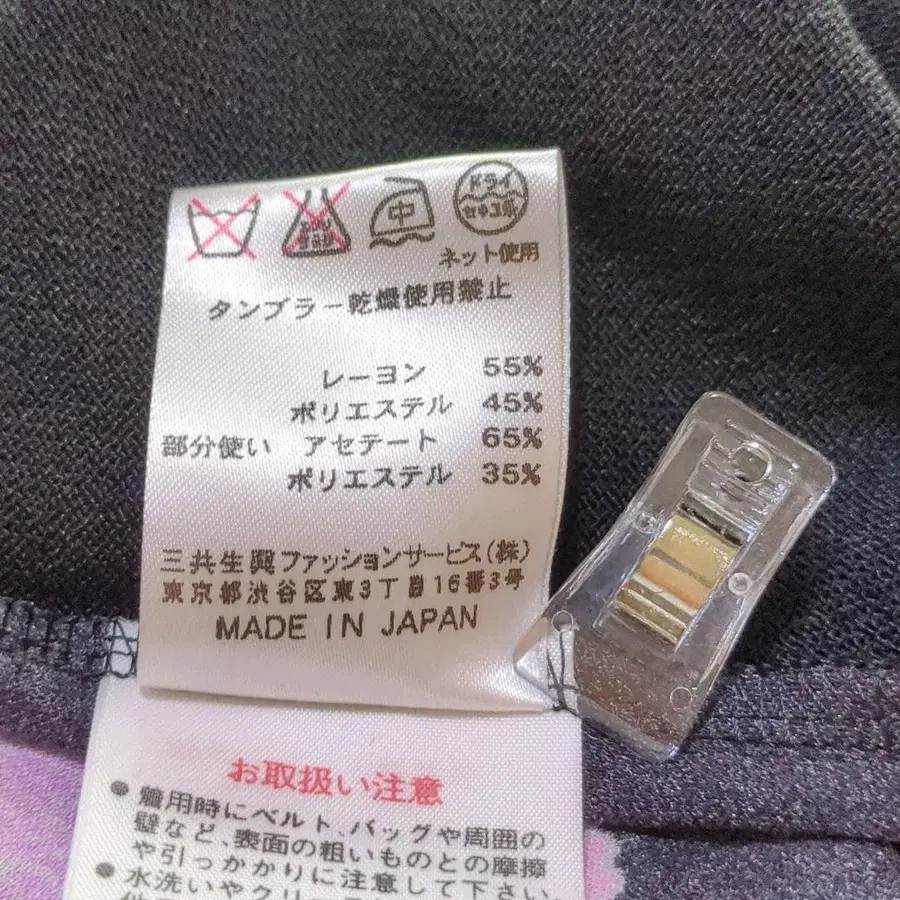 中
ドライ
セキユ系
ネット使用
タンブラー乾燥使用禁止
レーヨン 55%
ポリエステル 45%
部分使い アセテート 65%
ポリエステル 35%
三共生興ファッションサービス(株)
東京都渋谷区東3丁目16番3号
MADE IN JAPAN
お取扱い注意
●着用時にベルト、バッグや周囲の
壁など、表面の粗いものとの摩擦
や引っかかりに注意して下さい。
●水洗いやクリー